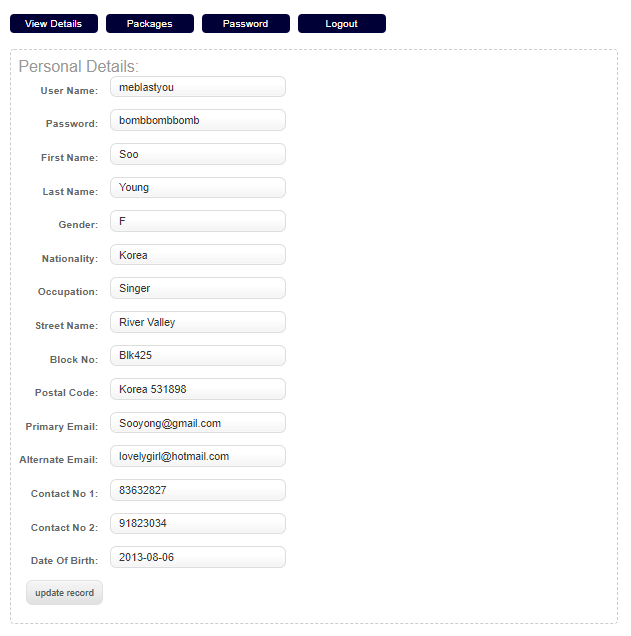 View Details Packages Password Logout
Personal Details:
User Name: meblastyou
Password: bombbombbomb
First Name: Soo
Last Name: Young
Gender: F
Nationality: Korea
Occupation: Singer
Street Name: River Valley
Block No: Blk425
Postal Code: Korea 531898
Primary Email: Sooyong@gmail.com
Alternate Email: lovelygirl@hotmail.com
Contact No 1: 83632827
Contact No 2: 91823034
Date Of Birth: 2013-08-06
update record